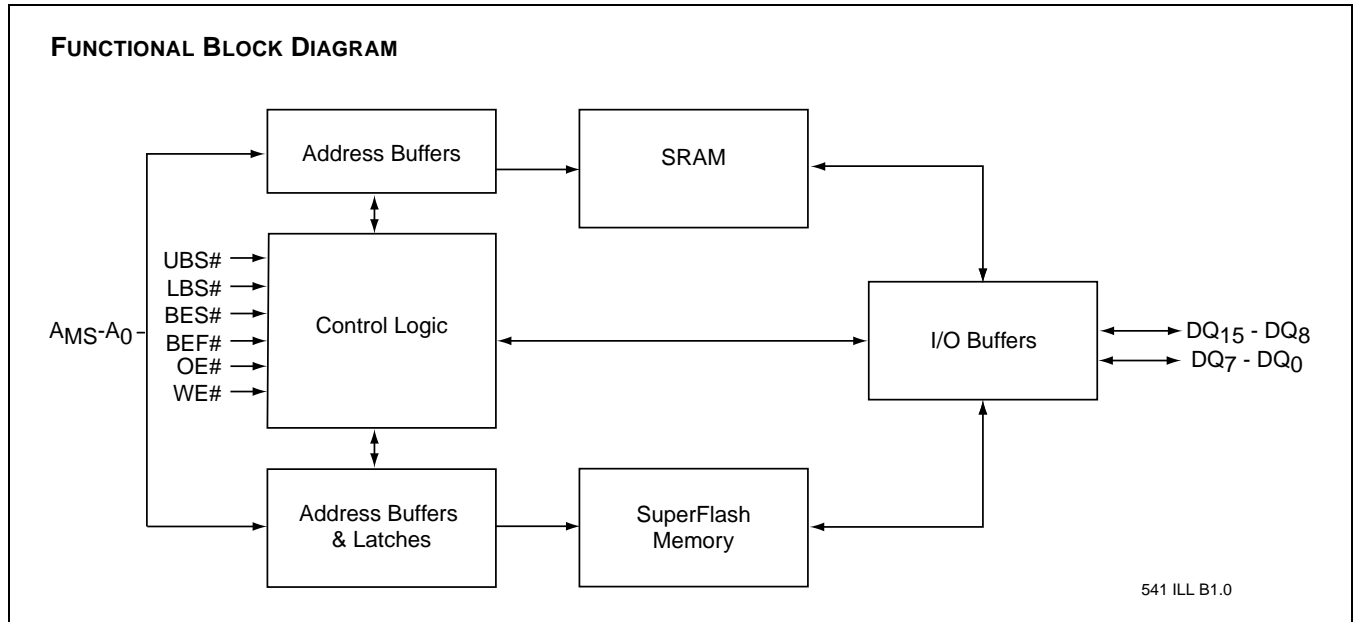 FUNCTIONAL BLOCK DIAGRAM
Address Buffers
SRAM
UBS#
LBS#
BES#
BEF#
OE#
WE#
AMS-A0
Control Logic
I/O Buffers
DQ15 - DQ8
DQ7 - DQ0
Address Buffers
& Latches
SuperFlash
Memory
541 ILL B1.0